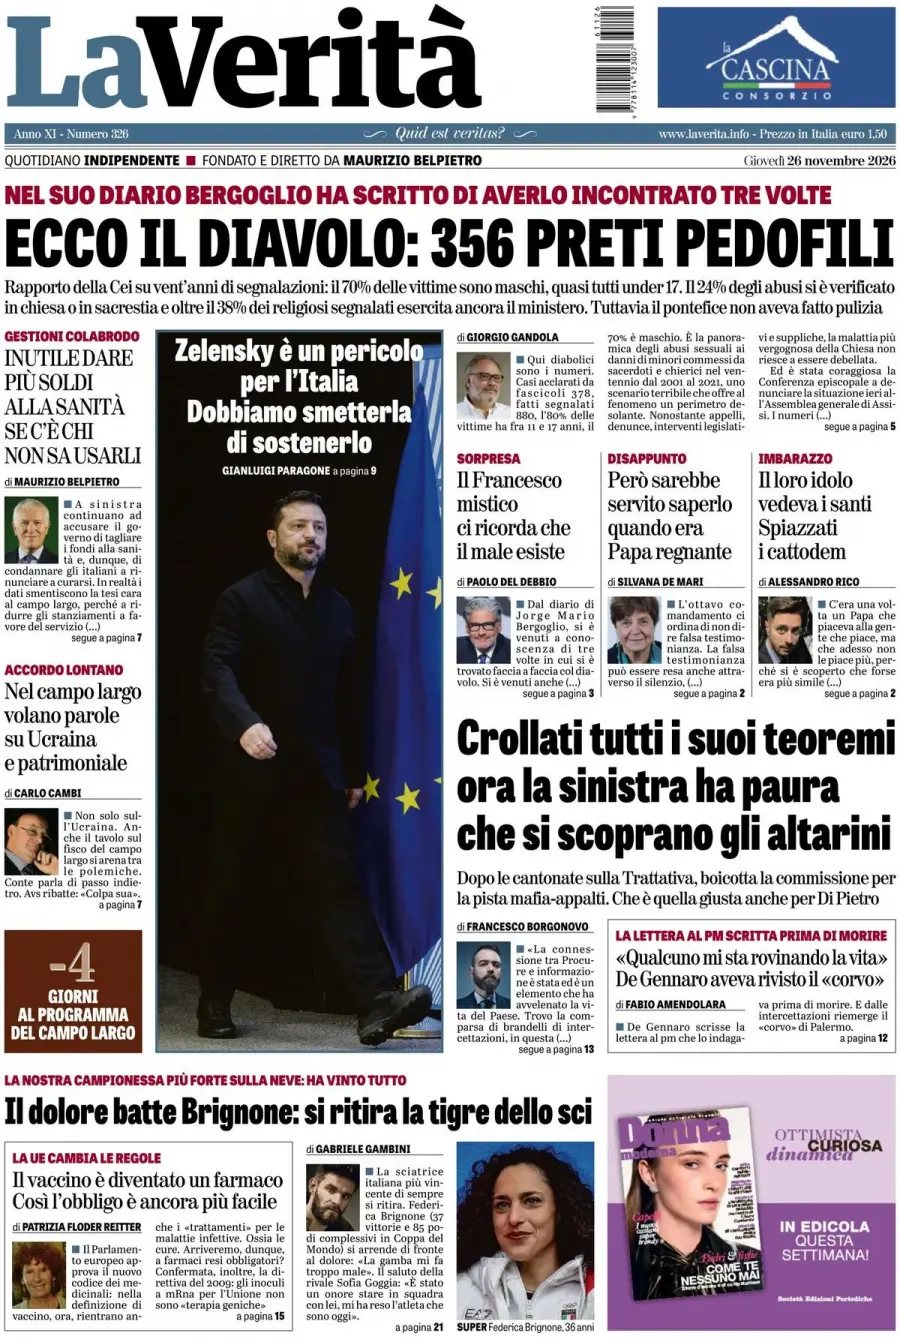 LaVerità
61126
9 778114 123007
la
CASCINA
CONSORZIO
Anno XI - Numero 326
Quid est veritas?
www.laverita.info - Prezzo in Italia euro 1,50
QUOTIDIANO INDIPENDENTE ■ FONDATO E DIRETTO DA MAURIZIO BELPIETRO
Giovedì 26 novembre 2026
NEL SUO DIARIO BERGOGLIO HA SCRITTO DI AVERLO INCONTRATO TRE VOLTE
ECCO IL DIAVOLO: 356 PRETI PEDOFILI
Rapporto della Cei su vent'anni di segnalazioni: il 70% delle vittime sono maschi, quasi tutti under 17. Il 24% degli abusi si è verificato
in chiesa o in sacrestia e oltre il 38% dei religiosi segnalati esercita ancora il ministero. Tuttavia il pontefice non aveva fatto pulizia
GESTIONI COLABRODO
INUTILE DARE
PIÙ SOLDI
ALLA SANITÀ
SE C'È CHI
NON SA USARLI
di MAURIZIO BELPIETRO
■ A sinistra
continuano ad
accusare il go-
verno di tagliare
i fondi alla sani-
tà e, dunque, di
condannare gli italiani a ri-
nunciare a curarsi. In realtà i
dati smentiscono la tesi cara
al campo largo, perché a ri-
durre gli stanziamenti a fa-
vore del servizio (...)
segue a pagina 7
ACCORDO LONTANO
Nel campo largo
volano parole
su Ucraina
e patrimoniale
di CARLO CAMBI
■ Non solo sul-
l'Ucraina. An-
che il tavolo sul
fisco del campo
largo si arena tra
le polemiche.
Conte parla di passo indie-
tro. Avs ribatte: «Colpa sua».
a pagina 7
-4
GIORNI
AL PROGRAMMA
DEL CAMPO LARGO
Zelensky è un pericolo
per l'Italia
Dobbiamo smetterla
di sostenerlo
GIANLUIGI PARAGONE a pagina 9
di GIORGIO GANDOLA
■ Qui diabolici
sono i numeri.
Casi acclarati da
fascicoli 378,
fatti segnalati
880, l'80% delle
vittime ha fra 11 e 17 anni, il
70% è maschio. È la panora-
mica degli abusi sessuali ai
danni di minori commessi da
sacerdoti e chierici nel ven-
tennio dal 2001 al 2021, uno
scenario terribile che offre al
fenomeno un perimetro de-
solante. Nonostante appelli,
denunce, interventi legislati-
vi e suppliche, la malattia più
vergognosa della Chiesa non
riesce a essere debellata.
Ed è stata coraggiosa la
Conferenza episcopale a de-
nunciare la situazione ieri al-
l'Assemblea generale di Assi-
si. I numeri (...)
segue a pagina 5
SORPRESA
Il Francesco
mistico
ci ricorda che
il male esiste
di PAOLO DEL DEBBIO
■ Dal diario di
Jorge Mario
Bergoglio, si è
venuti a cono-
scenza di tre
volte in cui si è
trovato faccia a faccia col dia-
volo. Si è venuti anche (...)
segue a pagina 3
DISAPPUNTO
Però sarebbe
servito saperlo
quando era
Papa regnante
di SILVANA DE MARI
■ L'ottavo co-
mandamento ci
ordina di non di-
re falsa testimo-
nianza. La falsa
testimonianza
può essere resa anche attra-
verso il silenzio, (...)
segue a pagina 2
IMBARAZZO
Il loro idolo
vedeva i santi
Spiazzati
i cattodem
di ALESSANDRO RICO
■ C'era una vol-
ta un Papa che
piaceva alla gen-
te che piace, ma
che adesso non
le piace più, per-
ché si è scoperto che forse
era più simile (...)
segue a pagina 2
Crollati tutti i suoi teoremi
ora la sinistra ha paura
che si scoprano gli altarini
Dopo le cantonate sulla Trattativa, boicotta la commissione per
la pista mafia-appalti. Che è quella giusta anche per Di Pietro
di FRANCESCO BORGONOVO
■ «La connes-
sione tra Procu-
re e informazio-
ne è stata ed è un
elemento che ha
avvelenato la vi-
ta del Paese. Trovo la com-
parsa di brandelli di inter-
cettazioni, in questa (...)
segue a pagina 13
LA LETTERA AL PM SCRITTA PRIMA DI MORIRE
«Qualcuno mi sta rovinando la vita»
De Gennaro aveva rivisto il «corvo»
di FABIO AMENDOLARA
■ De Gennaro scrisse la
lettera al pm che lo indaga-
va prima di morire. E dalle
intercettazioni riemerge il
«corvo» di Palermo.
a pagina 12
LA NOSTRA CAMPIONESSA PIÙ FORTE SULLA NEVE: HA VINTO TUTTO
Il dolore batte Brignone: si ritira la tigre dello sci
LA UE CAMBIA LE REGOLE
Il vaccino è diventato un farmaco
Così l'obbligo è ancora più facile
di PATRIZIA FLODER REITTER
■ Il Parlamen-
to europeo appro-
va il nuovo
codice dei me-
dicinali: nella
definizione di
vaccino, ora, rientrano an-
che i «trattamenti» per le
malattie infettive. Ossia le
cure. Arriveremo, dunque,
a farmaci resi obbligatori?
Confermata, inoltre, la di-
rettiva del 2009: gli inoculi
a mRna per l'Unione non
sono «terapia geniche»
a pagina 15
di GABRIELE GAMBINI
■ La sciatrice
italiana più vin-
cente di sempre
si ritira. Federi-
ca Brignone (37
vittorie e 85 po-
di complessivi in Coppa del
Mondo) si arrende di fronte
al dolore: «La gamba mi fa
troppo male». Il saluto della
rivale Sofia Goggia: «È stato
un onore stare in squadra
con lei, mi ha reso l'atleta che
sono oggi».
a pagina 21
EA7
SUPER Federica Brignone, 36 anni
Donna
moderna
COME TE
NESSUNO MAI
OTTIMISTA
CURIOSA
dinamica
IN EDICOLA
QUESTA
SETTIMANA!
Società Edizioni Periodiche